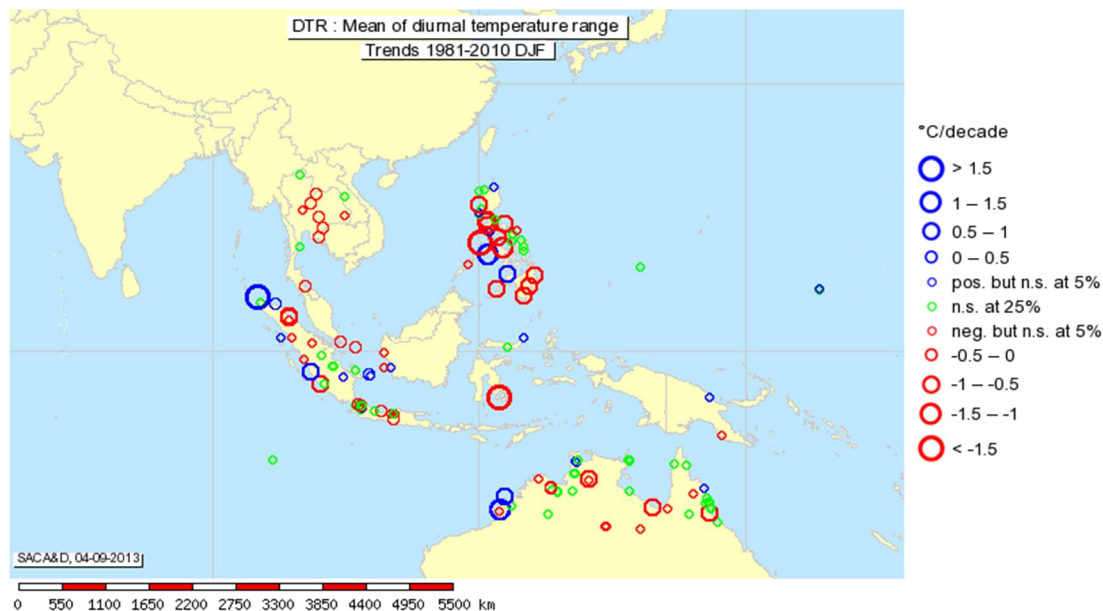 DTR : Mean of diurnal temperature range
Trends 1981-2010 DJF
°C/decade
> 1.5
1 – 1.5
0.5 – 1
0 – 0.5
pos. but n.s. at 5%
n.s. at 25%
neg. but n.s. at 5%
-0.5 – 0
-1 – -0.5
-1.5 – -1
< -1.5
SACA&D, 04-09-2013
0 550 1100 1650 2200 2750 3300 3850 4400 4950 5500 km